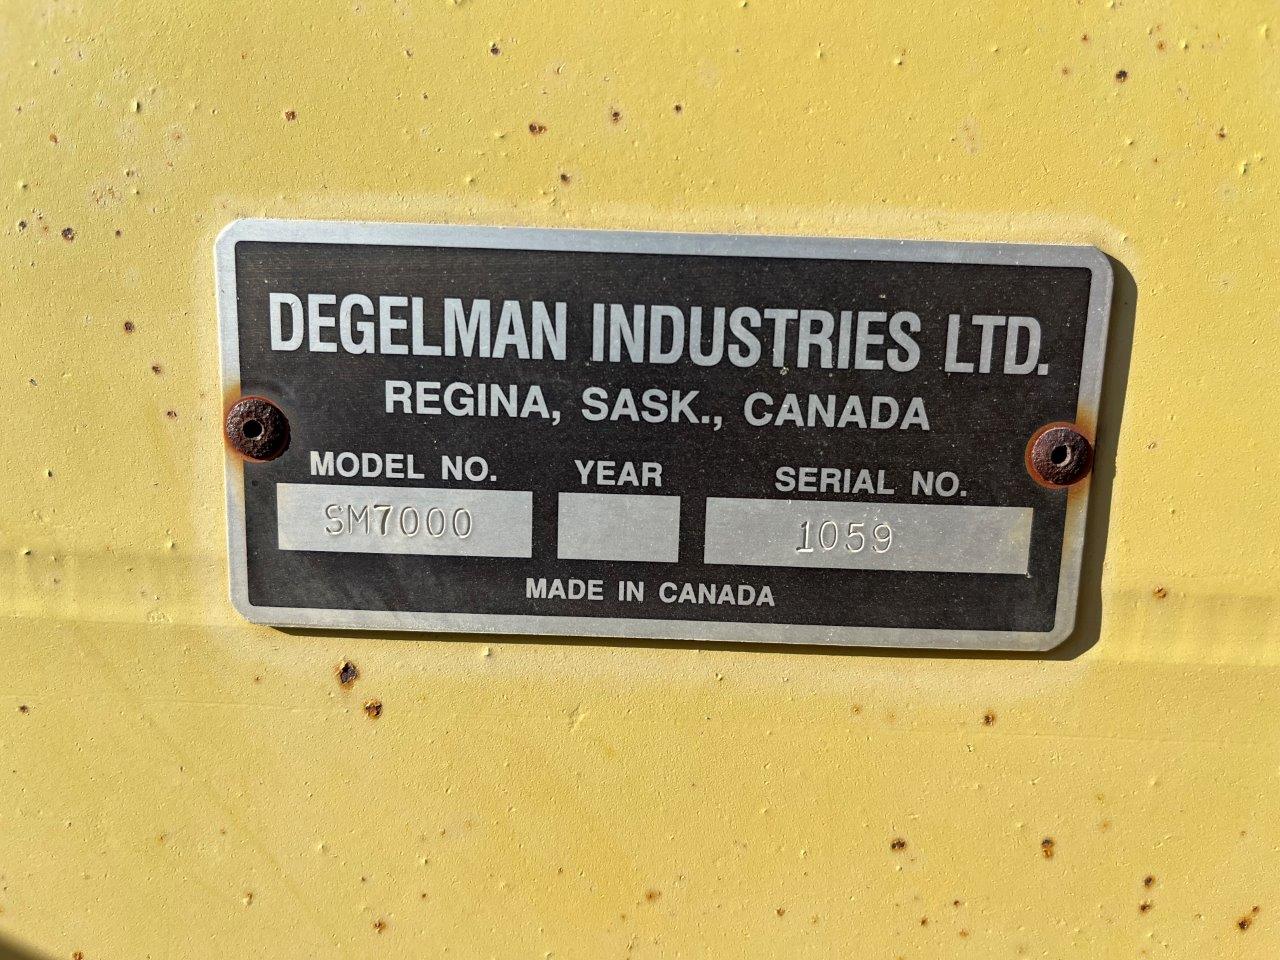 DEGELMAN INDUSTRIES LTD.
REGINA, SASK., CANADA
MODEL NO. YEAR SERIAL NO.
SM7000 1059
MADE IN CANADA